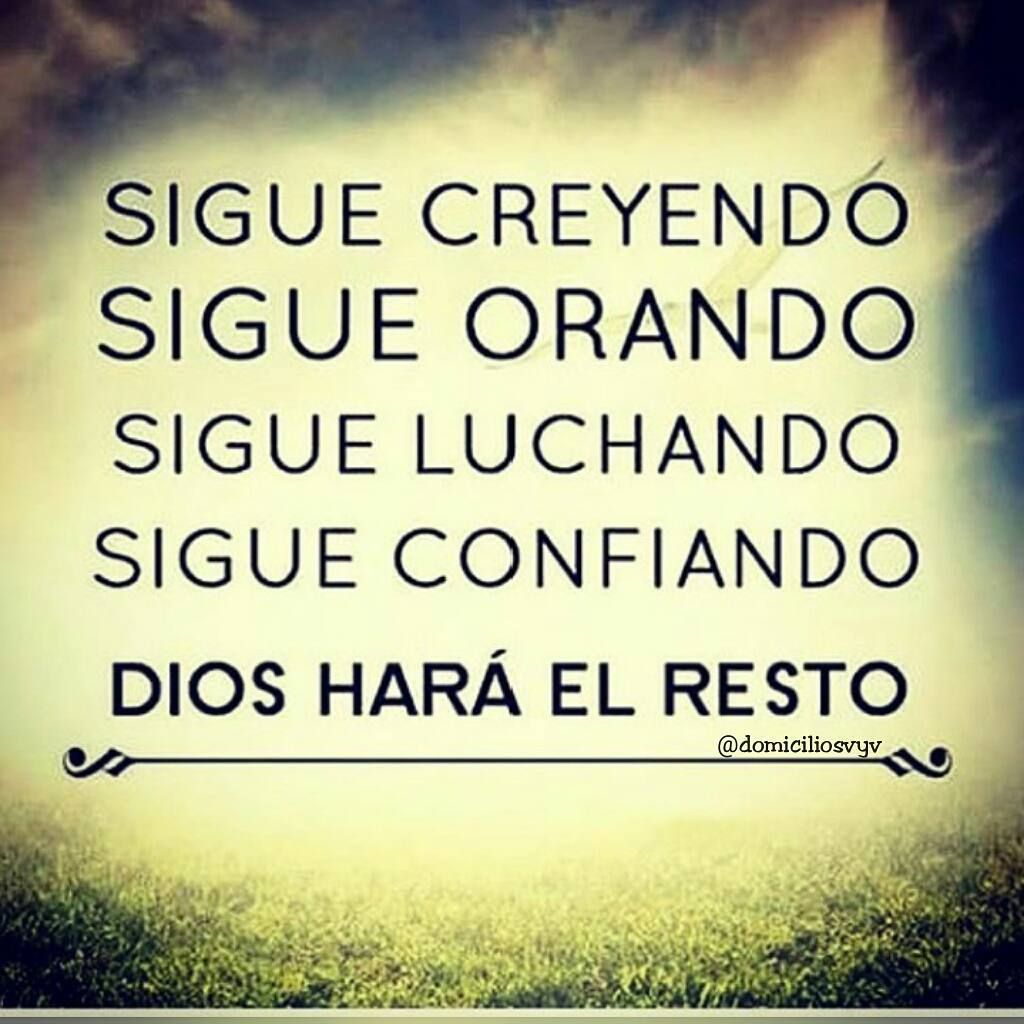 SIGUE CREYENDO
SIGUE ORANDO
SIGUE LUCHANDO
SIGUE CONFIANDO
DIOS HARÁ EL RESTO
@domiciliosvyv